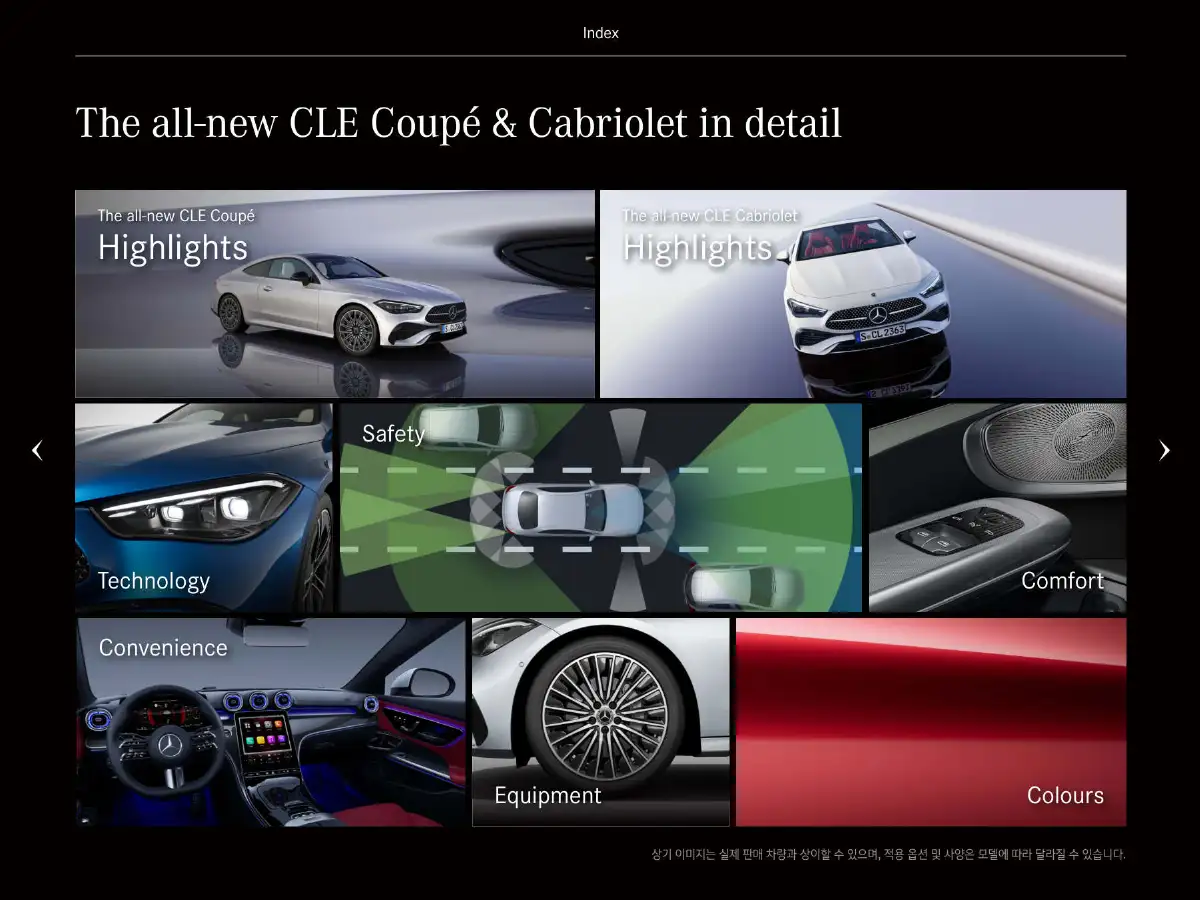 Index
The all-new CLE Coupé & Cabriolet in detail
The all-new CLE Coupé
Highlights
The all-new CLE Cabriolet
Highlights
S CL 2363
Safety
Technology
Comfort
Convenience
Equipment
Colours
상기 이미지는 실제 판매 차량과 상이할 수 있으며, 적용 옵션 및 사양은 모델에 따라 달라질 수 있습니다.